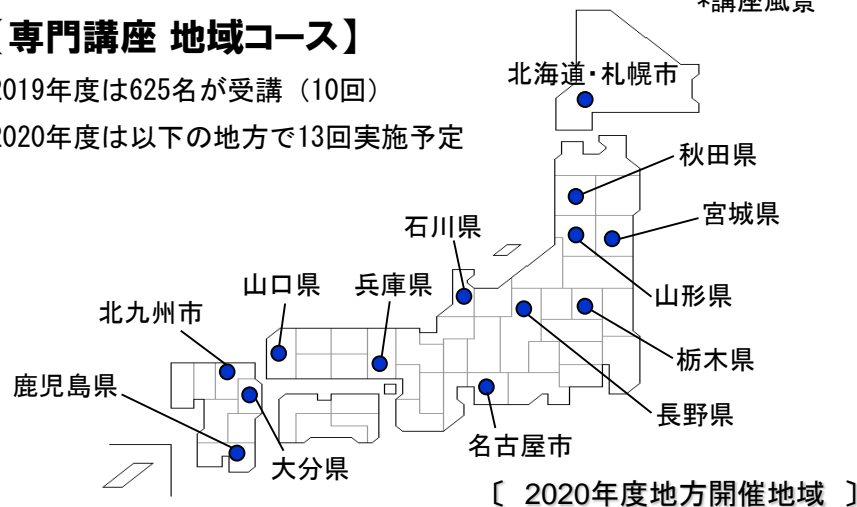 *講座風景
【専門講座 地域コース】
2019年度は625名が受講（10回）
2020年度は以下の地方で13回実施予定
北海道・札幌市
秋田県
宮城県
石川県
山口県
兵庫県
山形県
北九州市
栃木県
鹿児島県
長野県
名古屋市
大分県
〔 2020年度地方開催地域 〕